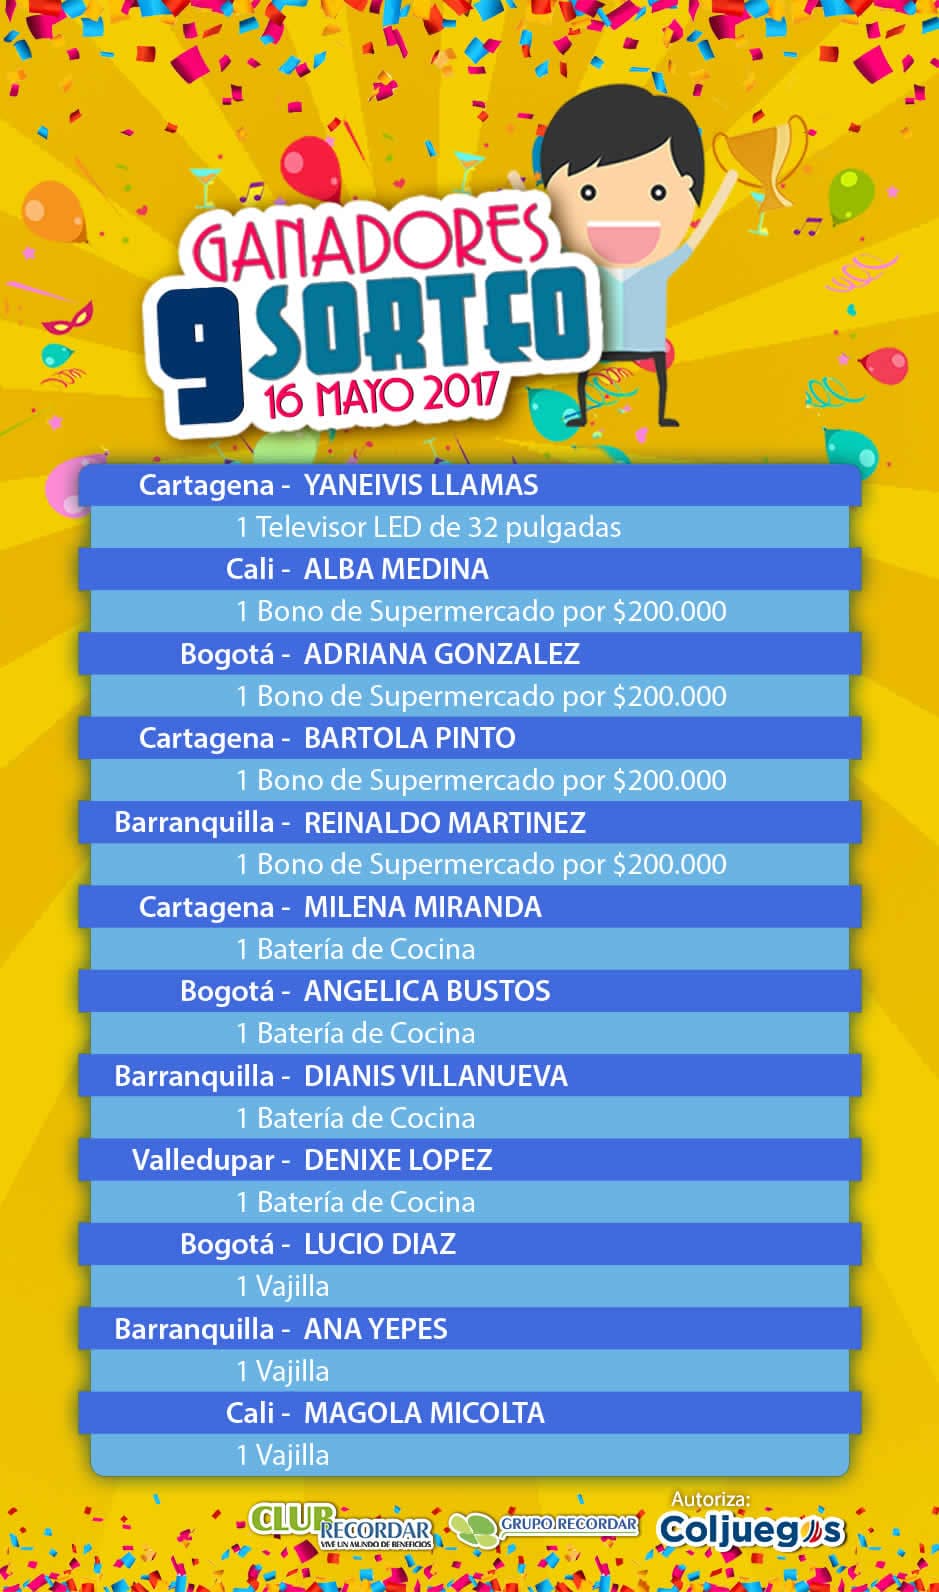 GANADORES
9 SORTEO
16 MAYO 2017
Cartagena - YANEIVIS LLAMAS
1 Televisor LED de 32 pulgadas
Cali - ALBA MEDINA
1 Bono de Supermercado por $200.000
Bogotá - ADRIANA GONZALEZ
1 Bono de Supermercado por $200.000
Cartagena - BARTOLA PINTO
1 Bono de Supermercado por $200.000
Barranquilla - REINALDO MARTINEZ
1 Bono de Supermercado por $200.000
Cartagena - MILENA MIRANDA
1 Batería de Cocina
Bogotá - ANGELICA BUSTOS
1 Batería de Cocina
Barranquilla - DIANIS VILLANUEVA
1 Batería de Cocina
Valledupar - DENIXE LOPEZ
1 Batería de Cocina
Bogotá - LUCIO DIAZ
1 Vajilla
Barranquilla - ANA YEPES
1 Vajilla
Cali - MAGOLA MICOLTA
1 Vajilla
CLUB
RECORDAR
VIVE UN MUNDO DE BENEFICIOS
GRUPO RECORDAR
Autoriza:
Coljuegos